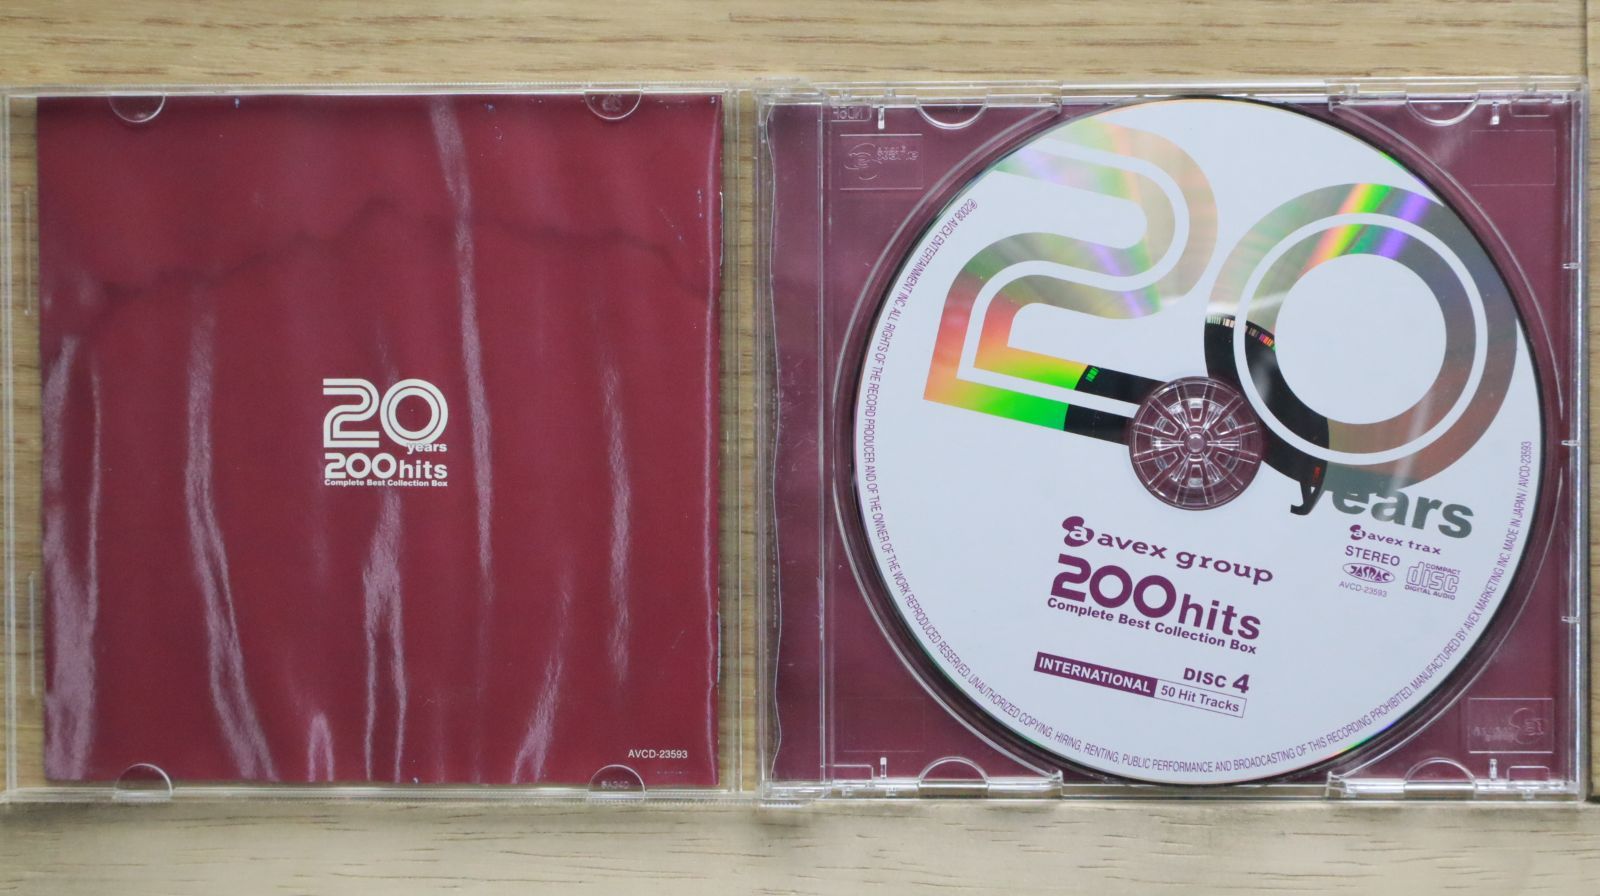 20
years
200hits
Complete Best Collection Box
AVCD-23593
20
years
avex trax
STEREO
JASRAC
COMPACT
disc
DIGITAL AUDIO
AVCD-23593
a avex group
200hits
Complete Best Collection Box
DISC 4
INTERNATIONAL 50 Hit Tracks
℗2008 AVEX ENTERTAINMENT INC. ALL RIGHTS OF THE RECORD PRODUCER AND OF THE OWNER OF THE WORK REPRODUCED RESERVED. UNAUTHORIZED COPYING, HIRING, RENTING, PUBLIC PERFORMANCE AND BROADCASTING OF THIS RECORDING PROHIBITED. MANUFACTURED BY AVEX MARKETING INC. MADE IN JAPAN / AVCD-23593